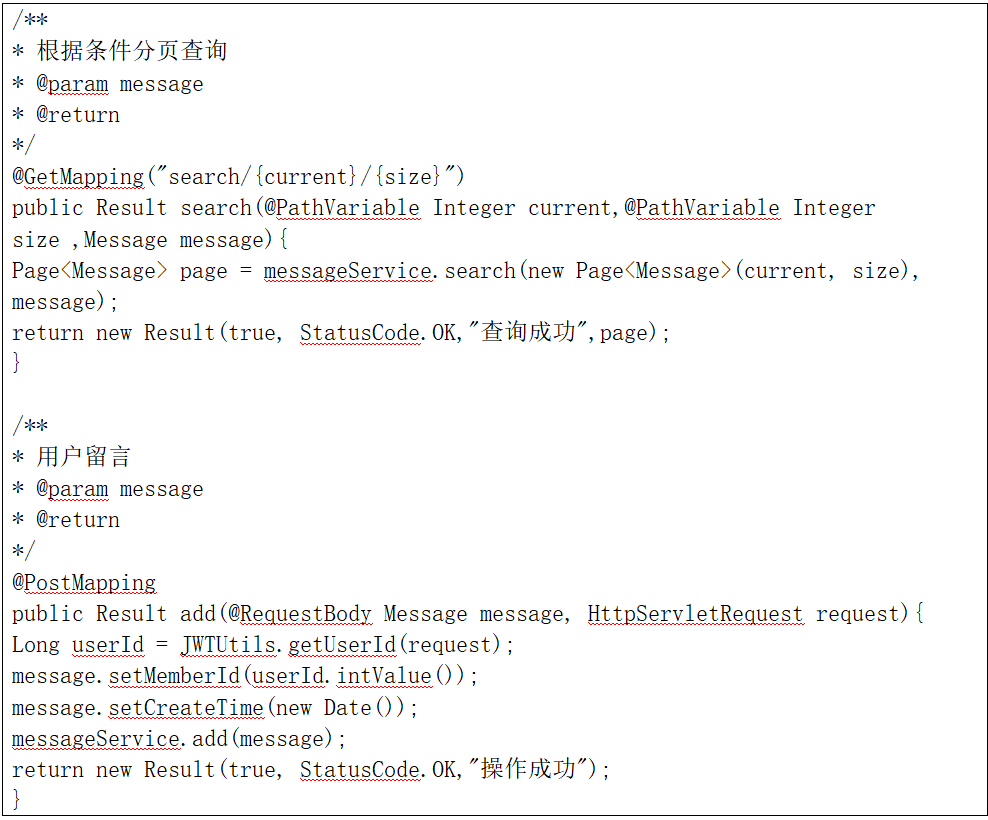 /**
* 根据条件分页查询
* @param message
* @return
*/
@GetMapping("search/{current}/{size}")
public Result search(@PathVariable Integer current,@PathVariable Integer
size ,Message message){
Page<Message> page = messageService.search(new Page<Message>(current, size),
message);
return new Result(true, StatusCode.OK,"查询成功",page);
}

/**
* 用户留言
* @param message
* @return
*/
@PostMapping
public Result add(@RequestBody Message message, HttpServletRequest request){
Long userId = JWTUtils.getUserId(request);
message.setMemberId(userId.intValue());
message.setCreateTime(new Date());
messageService.add(message);
return new Result(true, StatusCode.OK,"操作成功");
}